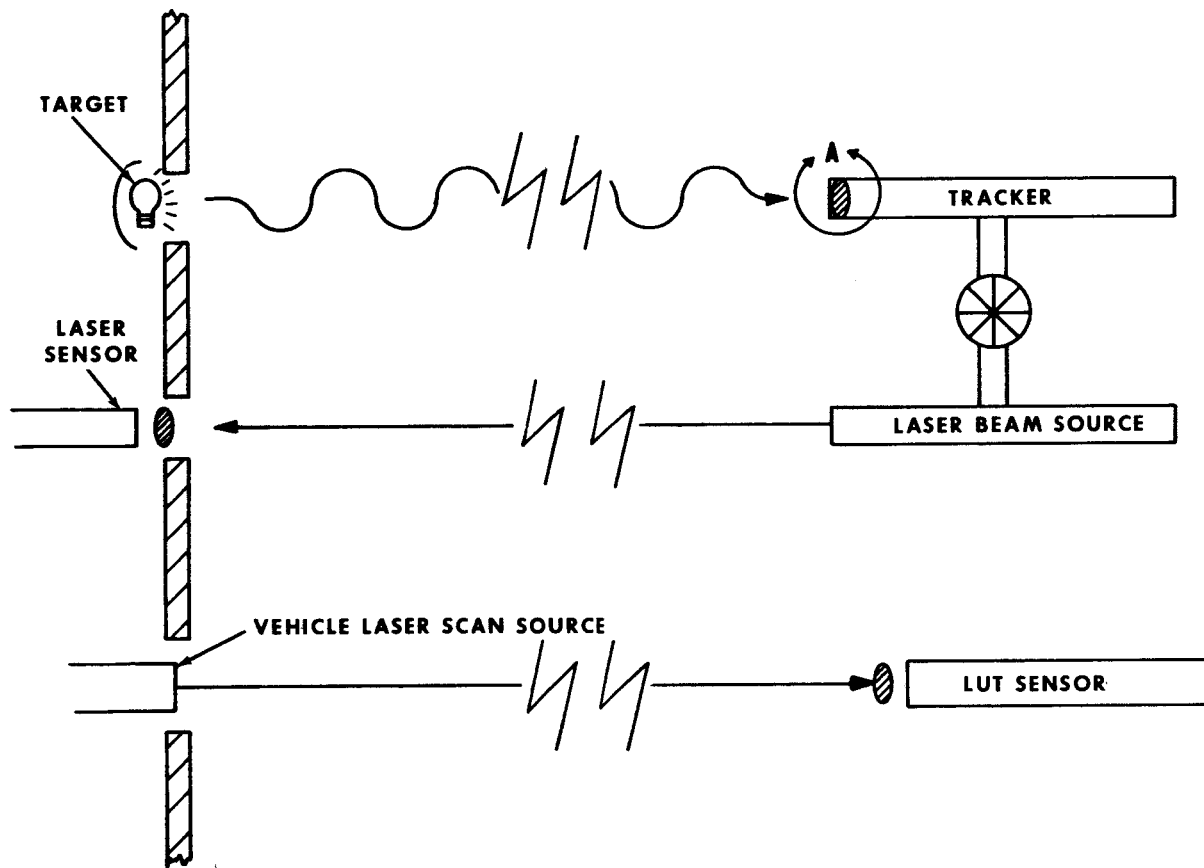 TARGET
A
TRACKER
LASER
SENSOR
LASER BEAM SOURCE
VEHICLE LASER SCAN SOURCE
LUT SENSOR